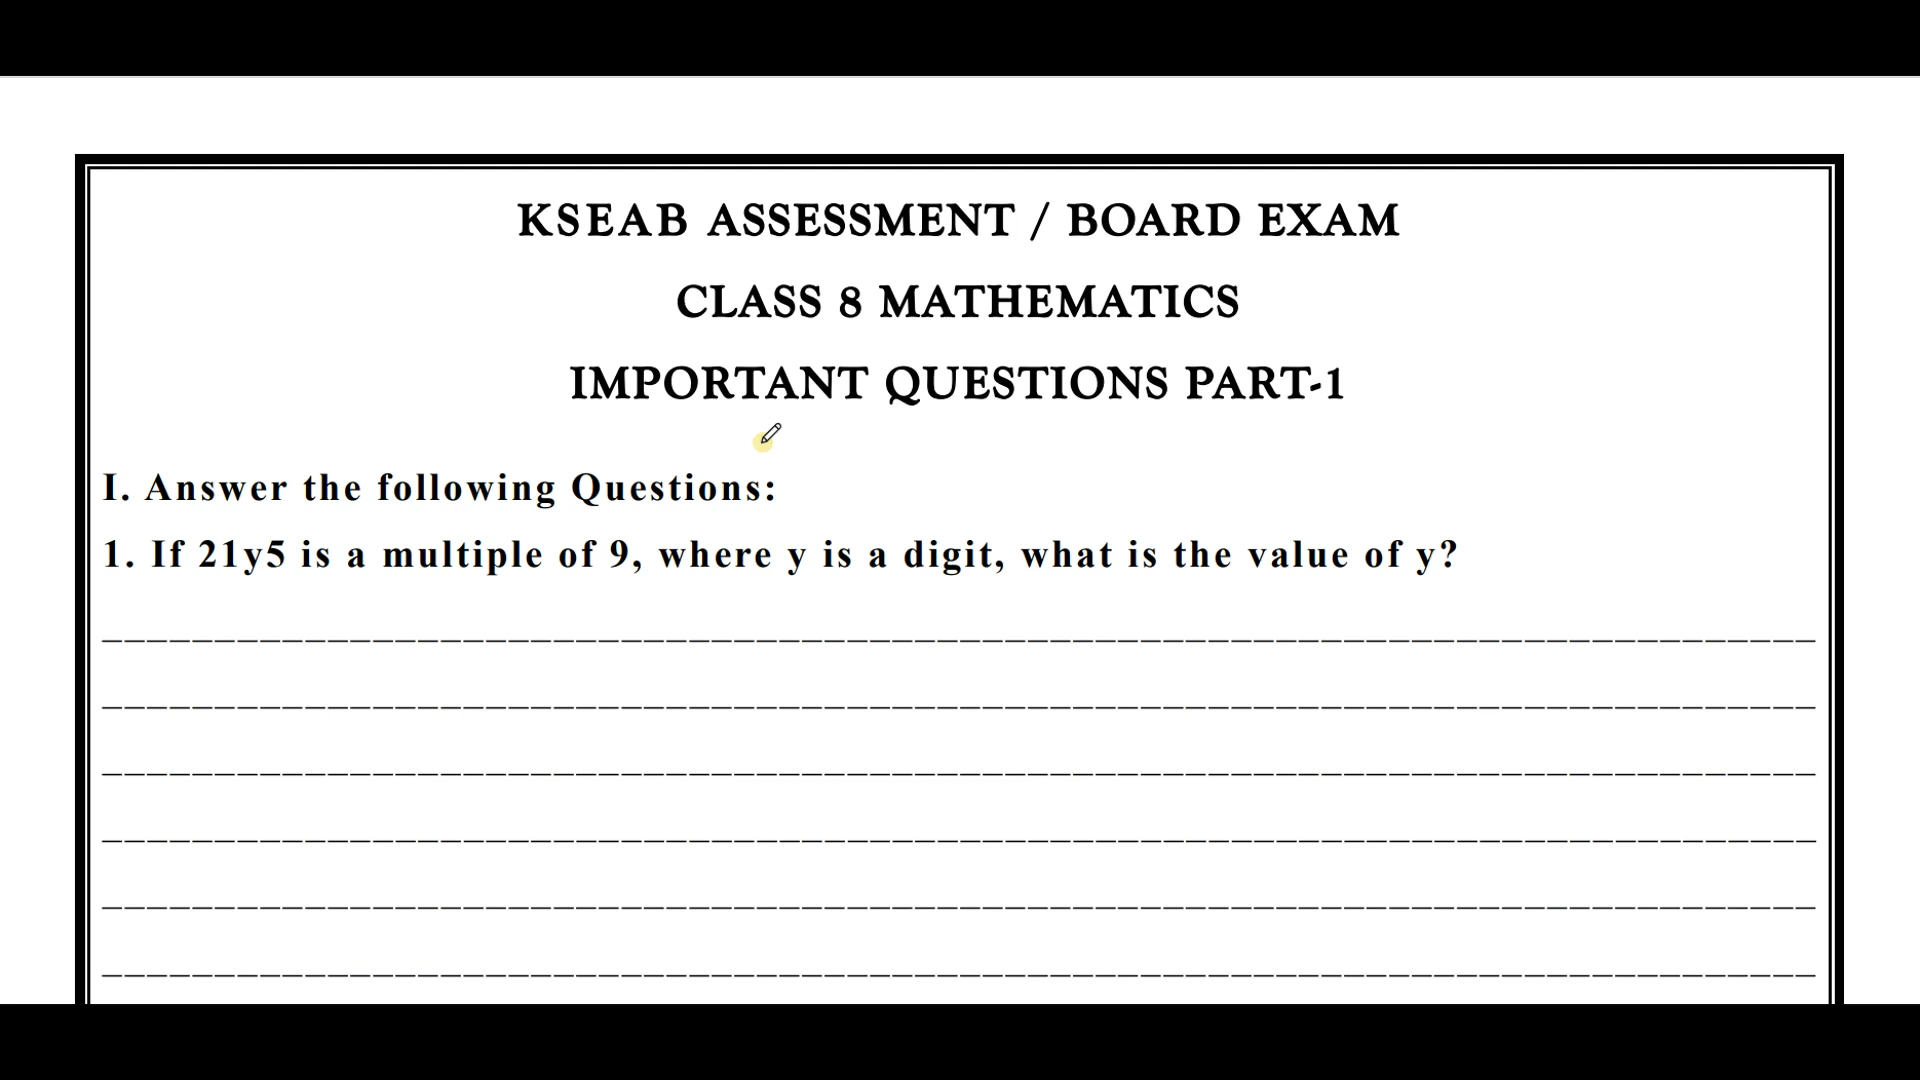 KSEAB ASSESSMENT / BOARD EXAM
CLASS 8 MATHEMATICS
IMPORTANT QUESTIONS PART-1
I. Answer the following Questions:
1. If 21y5 is a multiple of 9, where y is a digit, what is the value of y?